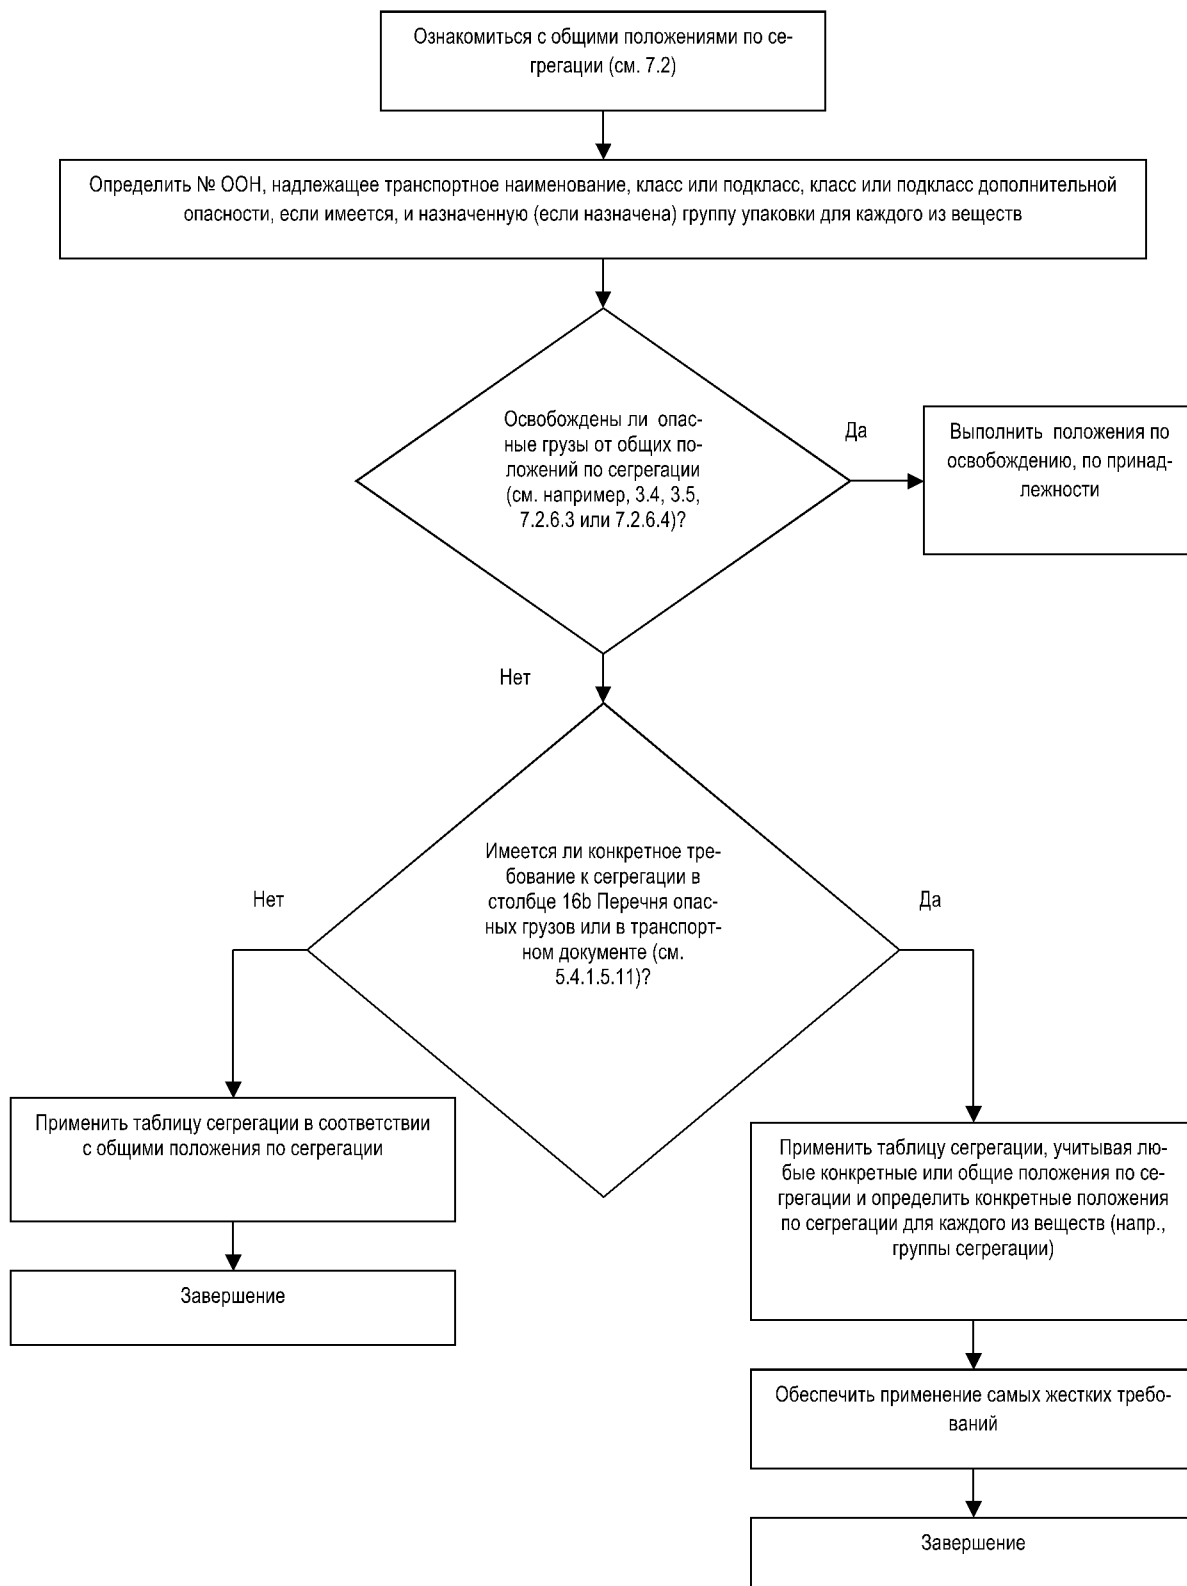 Ознакомиться с общими положениями по се-
грегации (см. 7.2)
Определить № ООН, надлежащее транспортное наименование, класс или подкласс, класс или подкласс дополнительной
опасности, если имеется, и назначенную (если назначена) группу упаковки для каждого из веществ
Освобождены ли опас-
ные грузы от общих по-
ложений по сегрегации
(см. например, 3.4, 3.5,
7.2.6.3 или 7.2.6.4)?
Да
Выполнить положения по
освобождению, по принад-
лежности
Нет
Имеется ли конкретное тре-
бование к сегрегации в
столбце 16b Перечня опас-
ных грузов или в транспорт-
ном документе (см.
5.4.1.5.11)?
Нет
Да
Применить таблицу сегрегации в соответствии
с общими положения по сегрегации
Завершение
Применить таблицу сегрегации, учитывая лю-
бые конкретные или общие положения по се-
грегации и определить конкретные положения
по сегрегации для каждого из веществ (напр.,
группы сегрегации)
Обеспечить применение самых жестких требо-
ваний
Завершение